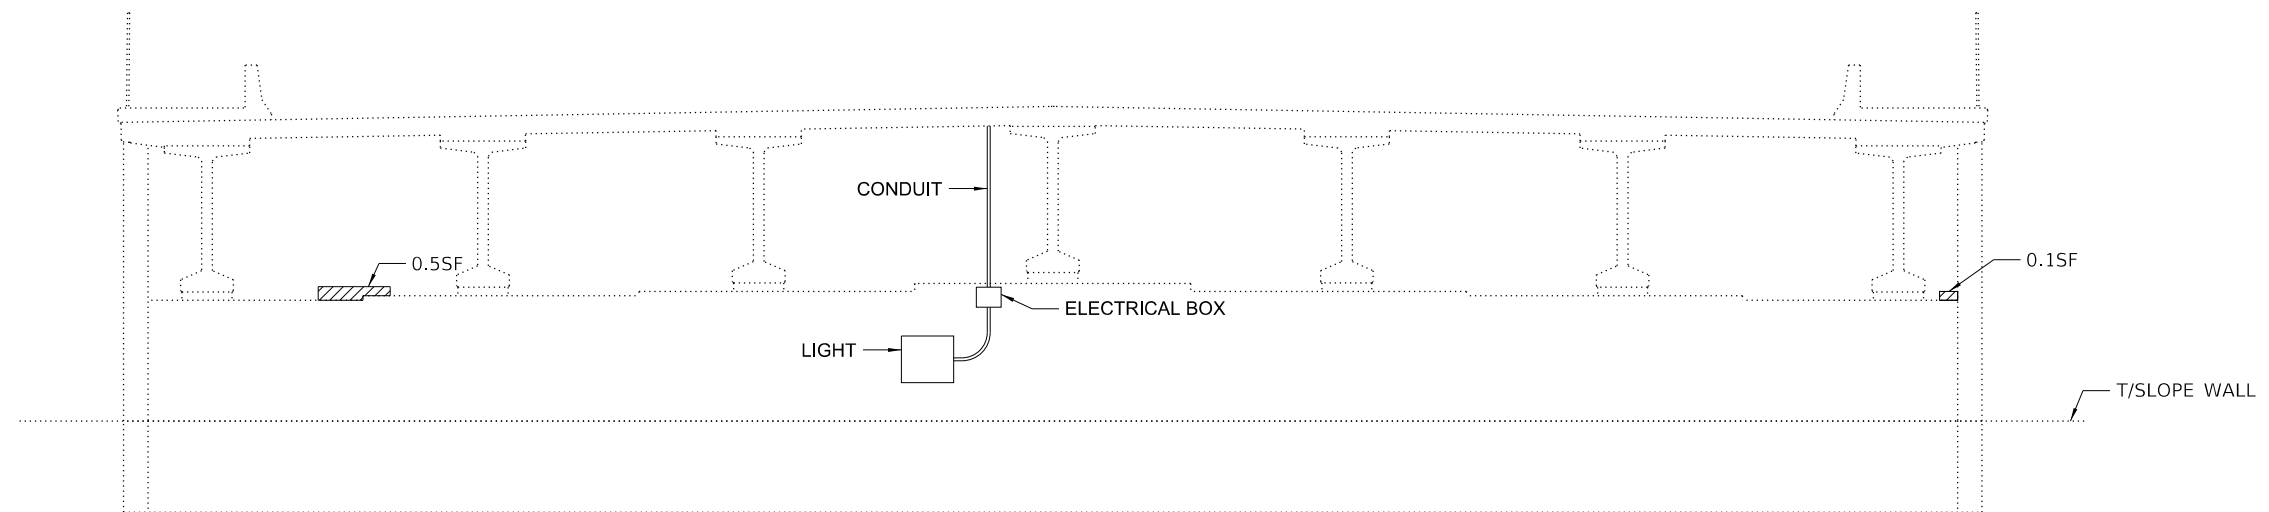 CONDUIT
0.5SF
0.1SF
ELECTRICAL BOX
LIGHT
T/SLOPE WALL